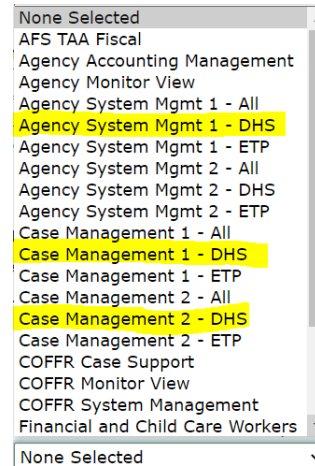 None Selected
AFS TAA Fiscal
Agency Accounting Management
Agency Monitor View
Agency System Mgmt 1 - All
Agency System Mgmt 1 - DHS
Agency System Mgmt 1 - ETP
Agency System Mgmt 2 - All
Agency System Mgmt 2 - DHS
Agency System Mgmt 2 - ETP
Case Management 1 - All
Case Management 1 - DHS
Case Management 1 - ETP
Case Management 2 - All
Case Management 2 - DHS
Case Management 2 - ETP
COFFR Case Support
COFFR Monitor View
COFFR System Management
Financial and Child Care Workers
None Selected